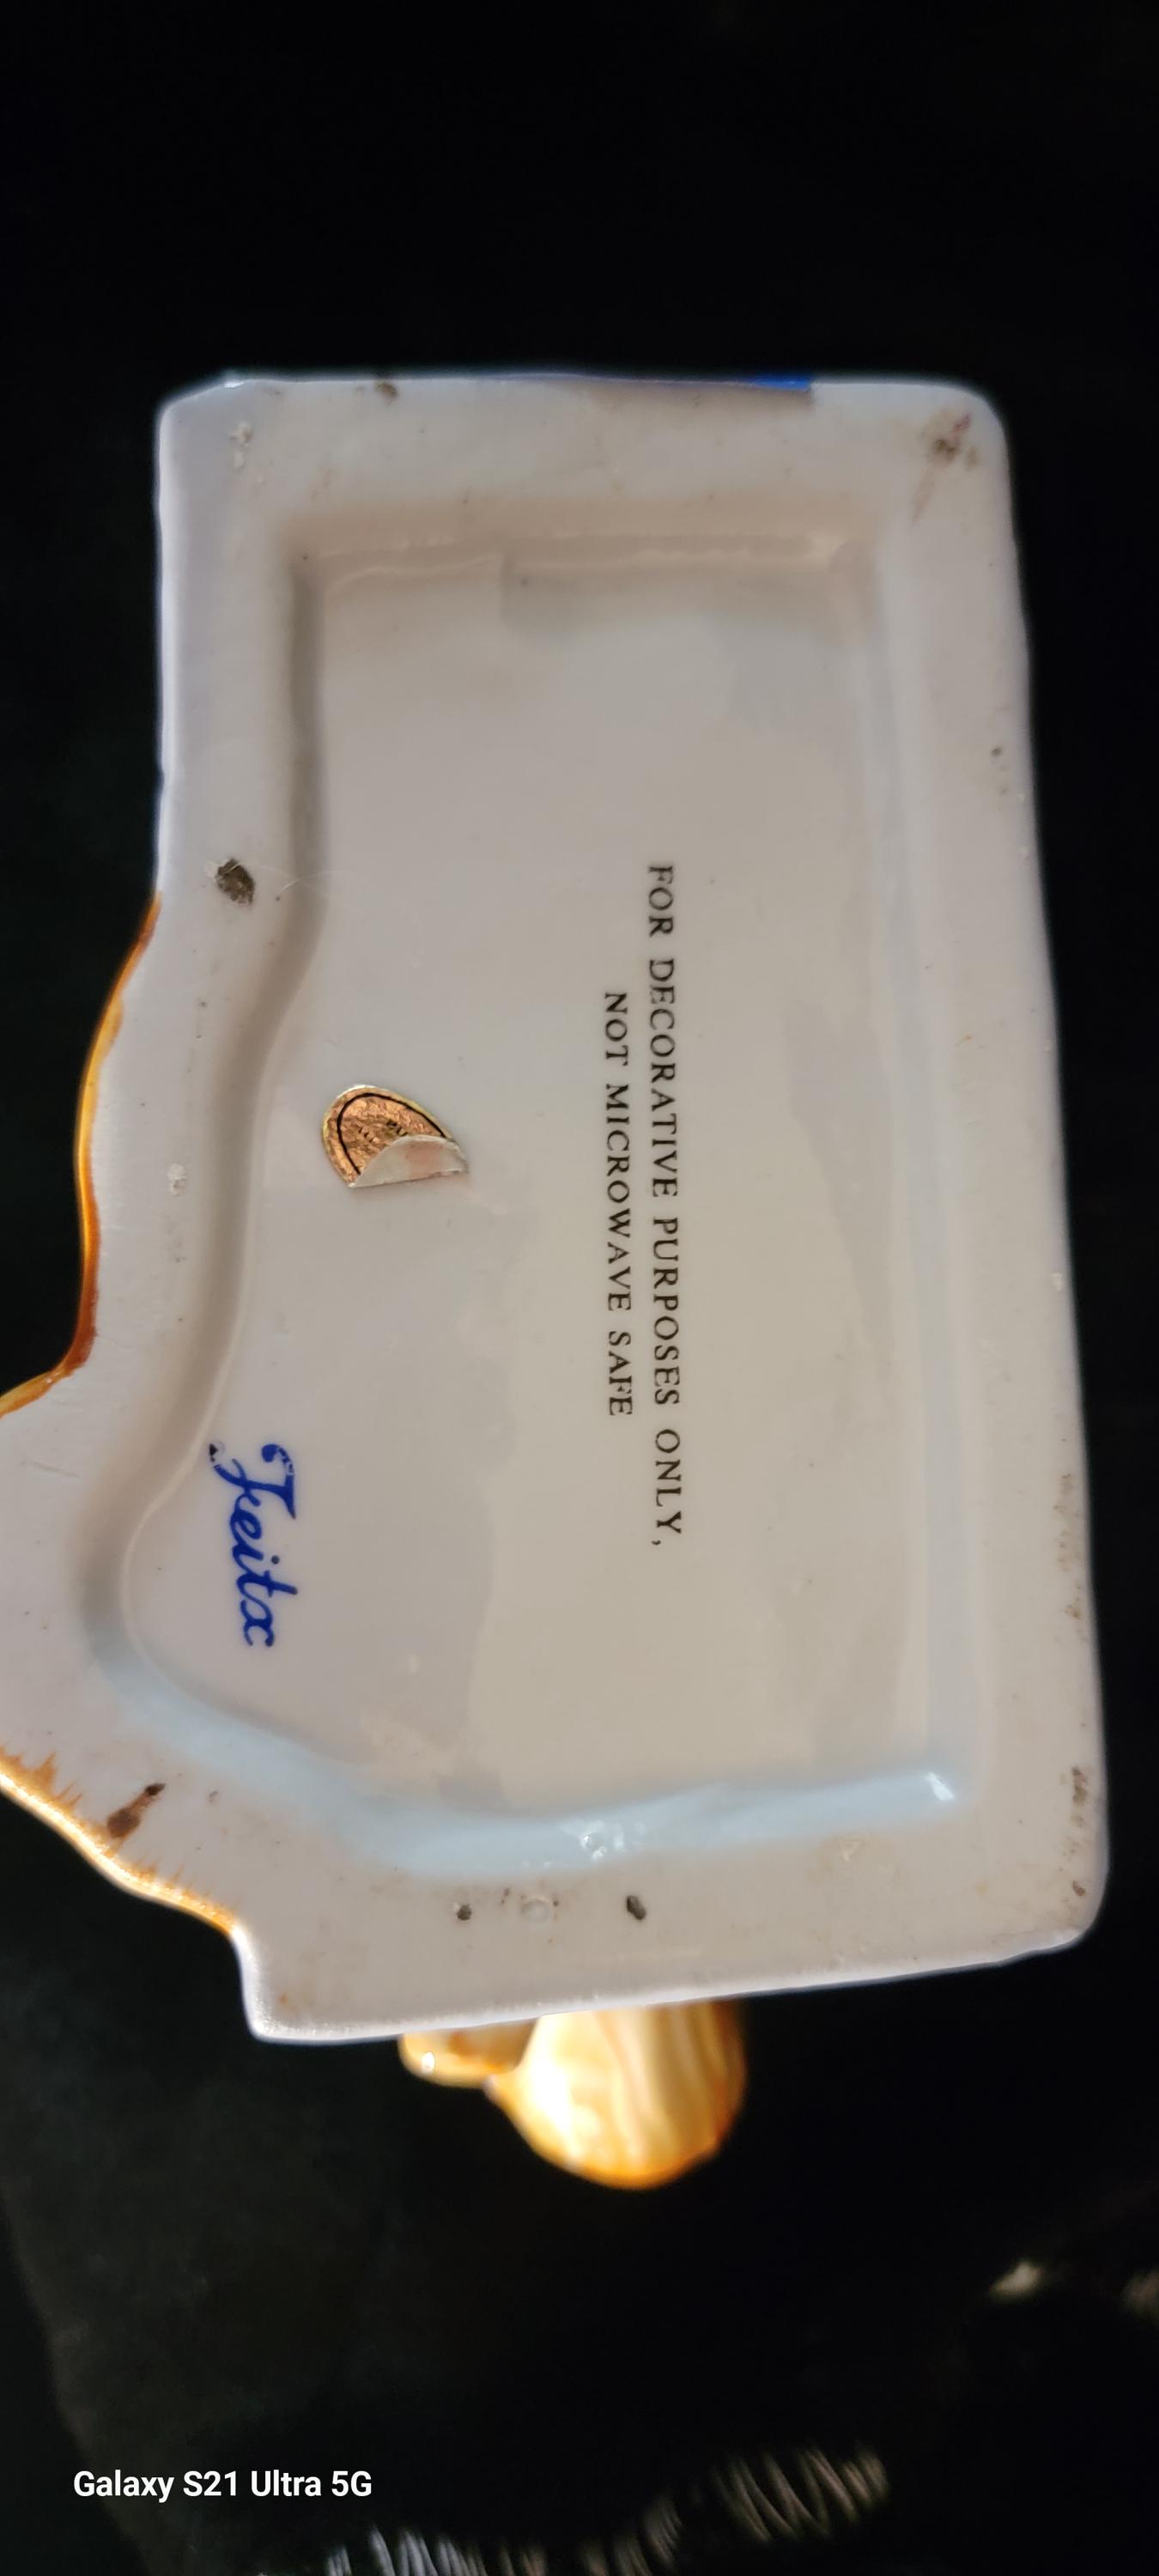 FOR DECORATIVE PURPOSES ONLY,
NOT MICROWAVE SAFE
Feitx
Galaxy S21 Ultra 5G